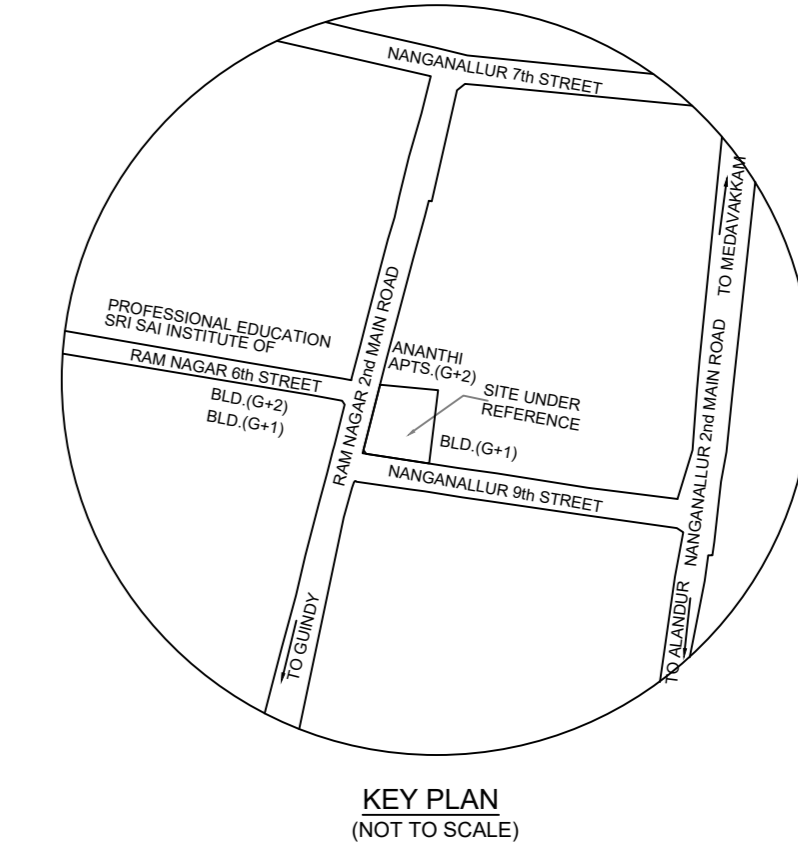 NANGANALLUR 7th STREET
TO MEDAVAKKAM
PROFESSIONAL EDUCATION
SRI SAI INSTITUTE OF
RAM NAGAR 6th STREET
BLD.(G+2)
BLD.(G+1)
RAM NAGAR 2nd MAIN ROAD
ANANTHI
APTS.(G+2)
SITE UNDER
REFERENCE
BLD.(G+1)
NANGANALLUR 9th STREET
NANGANALLUR 2nd MAIN ROAD
TO GUINDY
TO ALANDUR
KEY PLAN
(NOT TO SCALE)